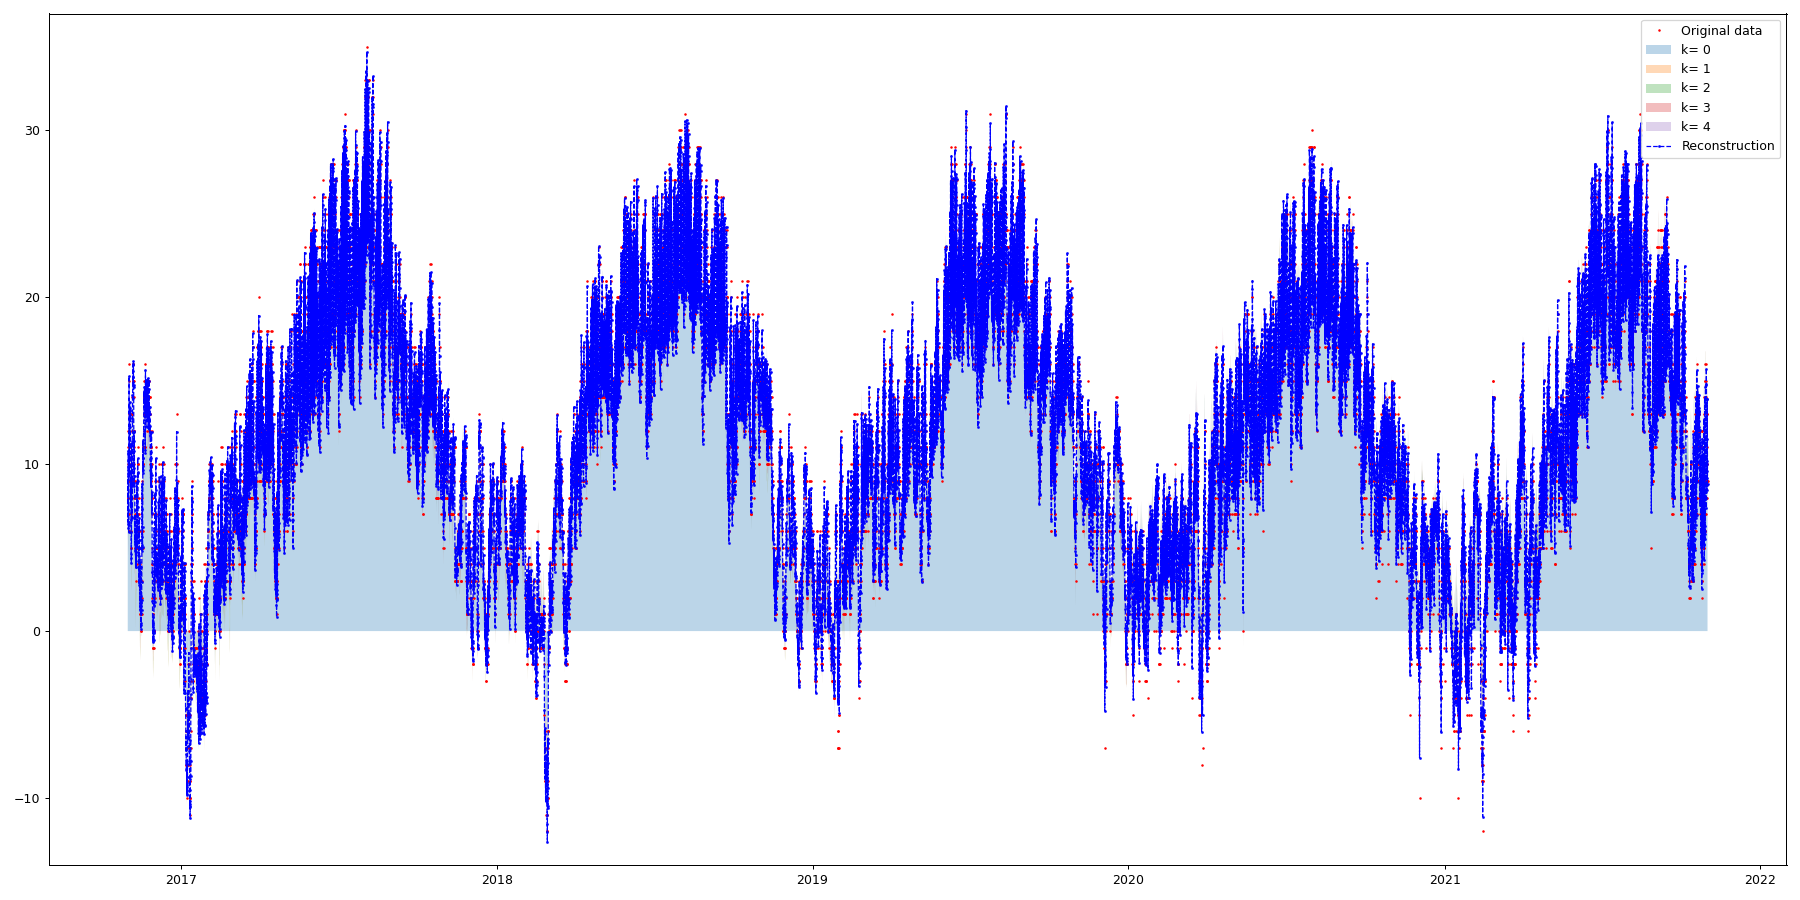 Original data
k= 0
k= 1
k= 2
k= 3
k= 4
Reconstruction
30
20
10
0
−10
2017 2018 2019 2020 2021 2022